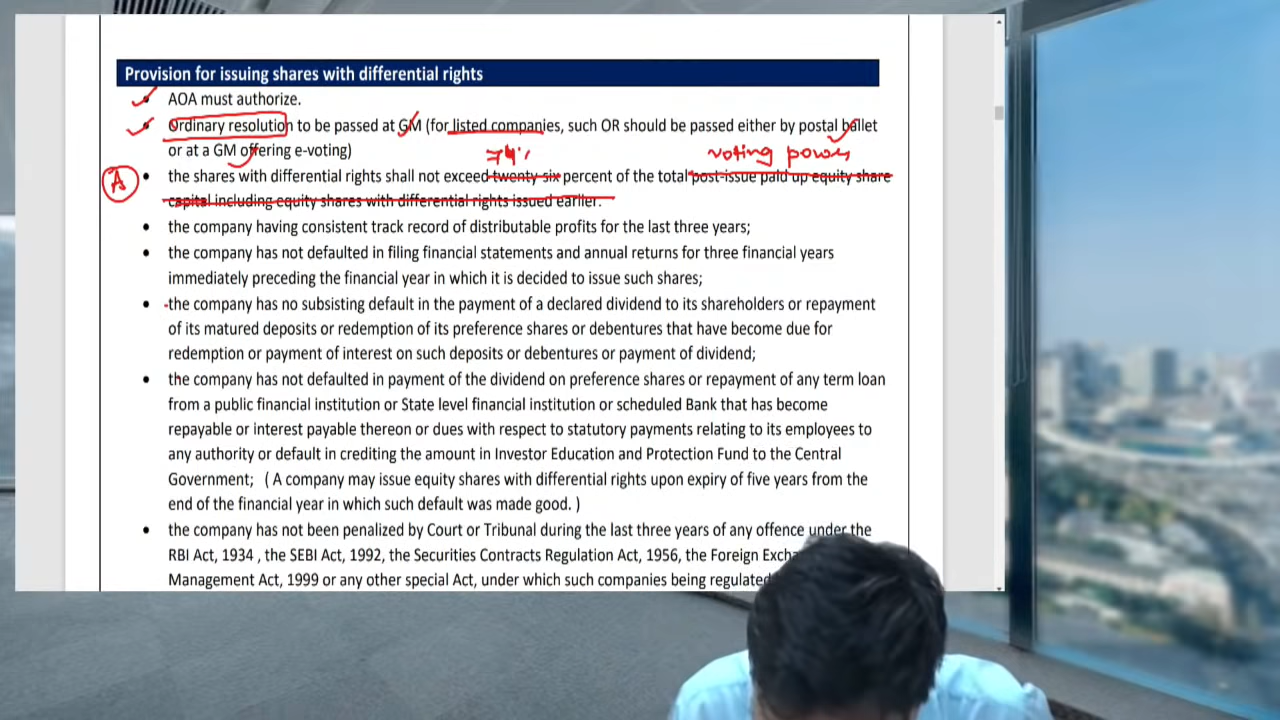 Provision for issuing shares with differential rights
• AOA must authorize.
• Ordinary resolution to be passed at GM (for listed companies, such OR should be passed either by postal ballet
or at a GM offering e-voting)
74% voting power
A
• the shares with differential rights shall not exceed twenty six percent of the total post-issue paid up equity share
capital including equity shares with differential rights issued earlier.
• the company having consistent track record of distributable profits for the last three years;
• the company has not defaulted in filing financial statements and annual returns for three financial years
immediately preceding the financial year in which it is decided to issue such shares;
• the company has no subsisting default in the payment of a declared dividend to its shareholders or repayment
of its matured deposits or redemption of its preference shares or debentures that have become due for
redemption or payment of interest on such deposits or debentures or payment of dividend;
• the company has not defaulted in payment of the dividend on preference shares or repayment of any term loan
from a public financial institution or State level financial institution or scheduled Bank that has become
repayable or interest payable thereon or dues with respect to statutory payments relating to its employees to
any authority or default in crediting the amount in Investor Education and Protection Fund to the Central
Government; ( A company may issue equity shares with differential rights upon expiry of five years from the
end of the financial year in which such default was made good. )
• the company has not been penalized by Court or Tribunal during the last three years of any offence under the
RBI Act, 1934 , the SEBI Act, 1992, the Securities Contracts Regulation Act, 1956, the Foreign
Management Act, 1999 or any other special Act, under which such companies being regulated